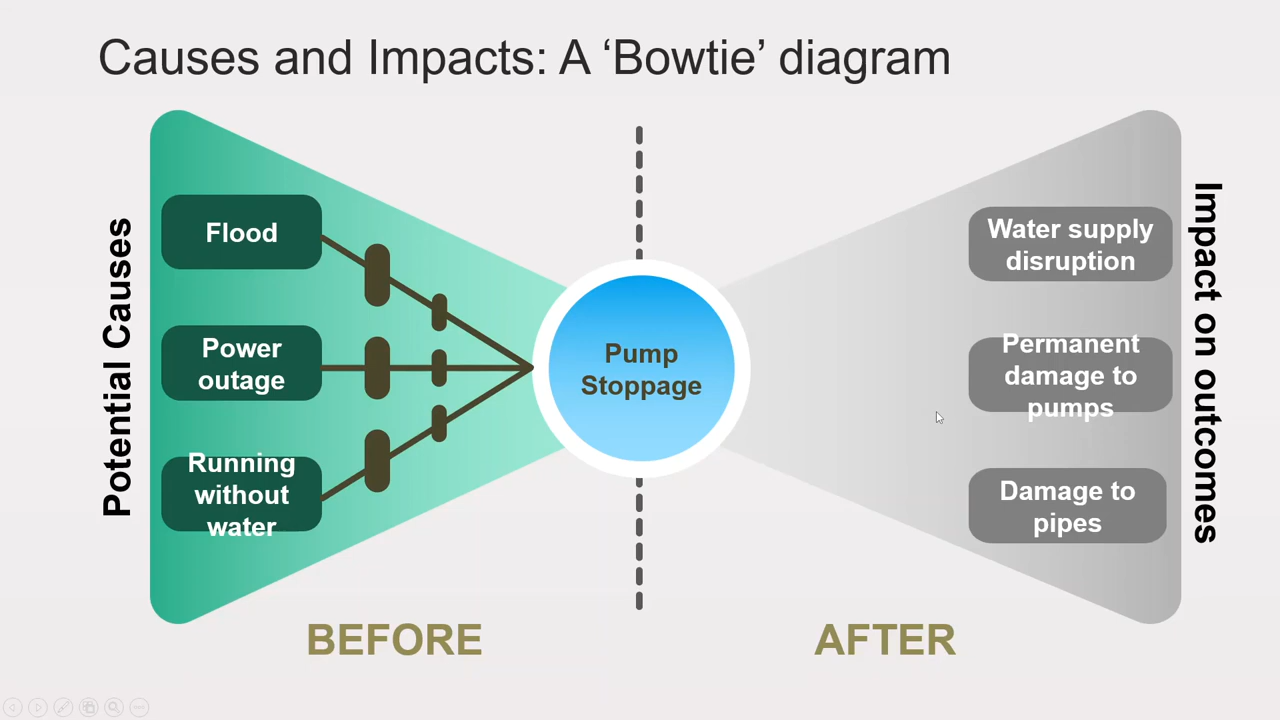 Causes and Impacts: A ‘Bowtie’ diagram
Potential Causes
Flood
Power
outage
Running
without
water
Pump
Stoppage
Water supply
disruption
Permanent
damage to
pumps
Damage to
pipes
Impact on outcomes
BEFORE
AFTER